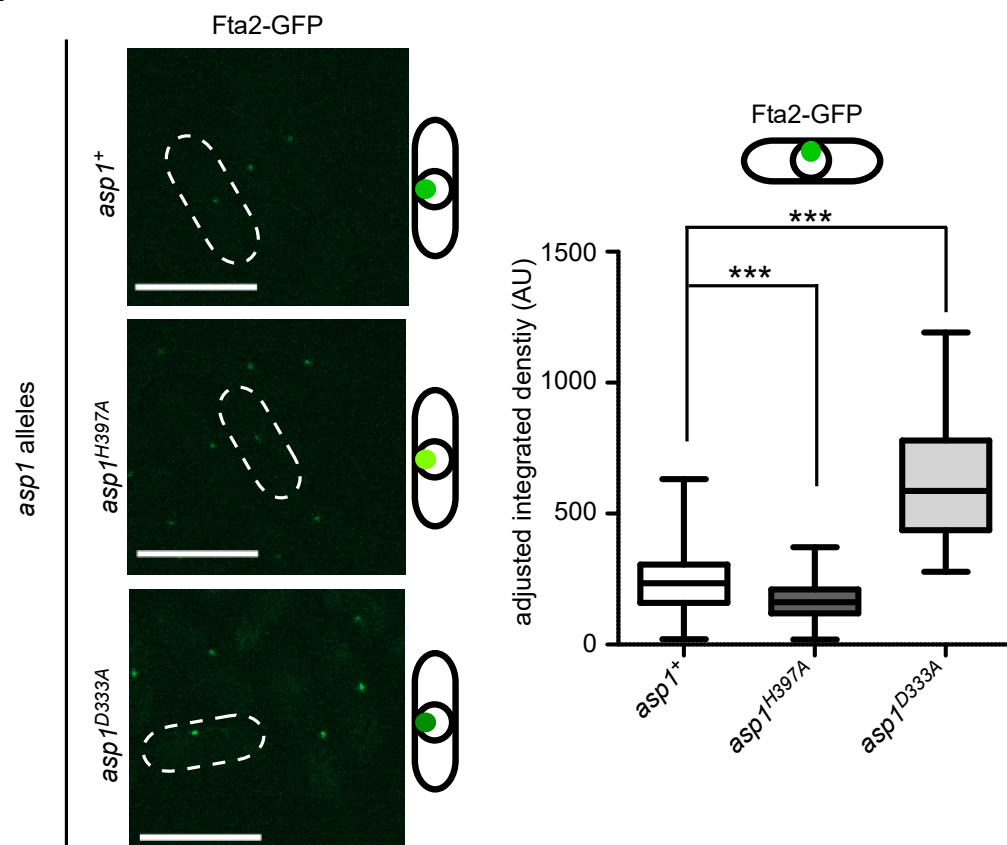 Fta2-GFP
asp1 alleles
asp1⁺
asp1ᴴ³⁹⁷ᴬ
asp1ᴰ³³³ᴬ
Fta2-GFP
***
***
adjusted integrated denstiy (AU)
1500
1000
500
0
asp1⁺
asp1ᴴ³⁹⁷ᴬ
asp1ᴰ³³³ᴬ